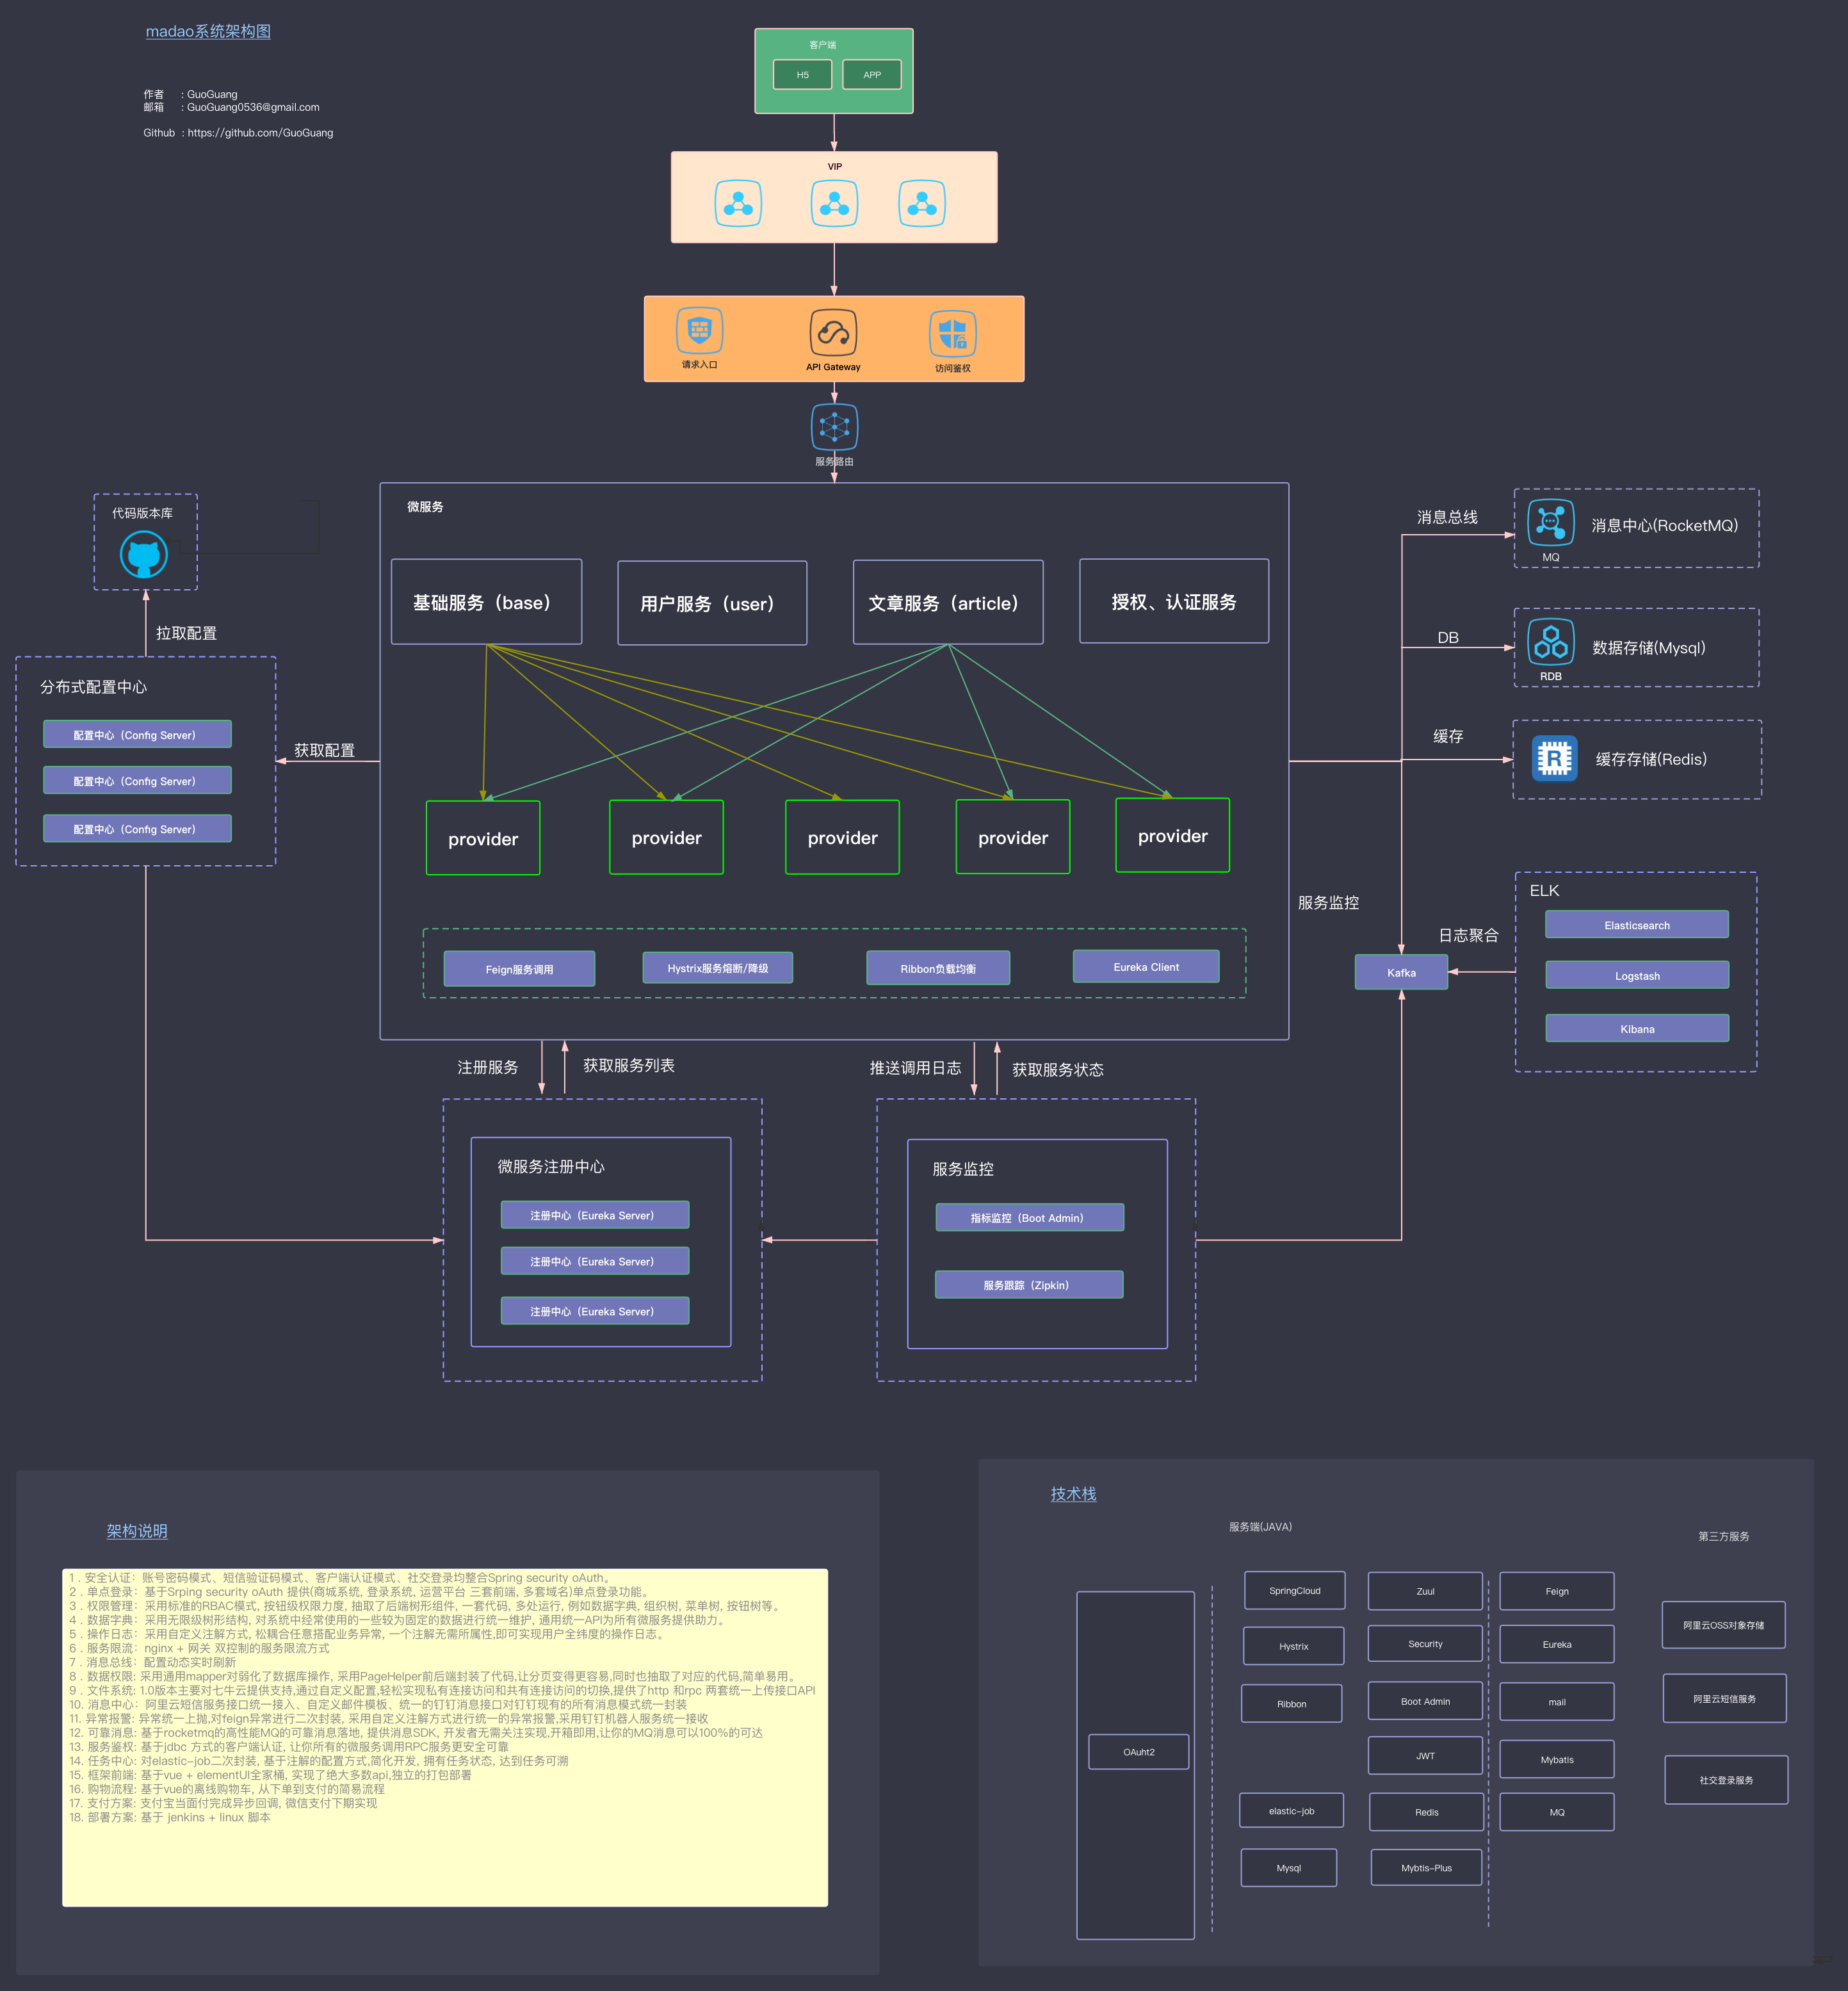 madao系统架构图
作者 : GuoGuang
邮箱 : GuoGuang0536@gmail.com
Github : https://github.com/GuoGuang
客户端
H5
APP
VIP
请求入口
API Gateway
访问鉴权
服务路由
代码版本库
拉取配置
分布式配置中心
配置中心（Config Server）
配置中心（Config Server）
配置中心（Config Server）
获取配置
微服务
基础服务（base）
用户服务（user）
文章服务（article）
授权、认证服务
provider
provider
provider
provider
provider
Feign服务调用
Hystrix服务熔断/降级
Ribbon负载均衡
Eureka Client
消息总线
MQ
消息中心(RocketMQ)
DB
RDB
数据存储(Mysql)
缓存
R
缓存存储(Redis)
服务监控
日志聚合
Kafka
ELK
Elasticsearch
Logstash
Kibana
注册服务
获取服务列表
推送调用日志
获取服务状态
微服务注册中心
注册中心（Eureka Server）
注册中心（Eureka Server）
注册中心（Eureka Server）
服务监控
指标监控（Boot Admin）
服务跟踪（Zipkin）
架构说明
1 . 安全认证：账号密码模式、短信验证码模式、客户端认证模式、社交登录均整合Spring security oAuth。
2 . 单点登录：基于Srping security oAuth 提供(商城系统, 登录系统, 运营平台 三套前端, 多套域名)单点登录功能。
3 . 权限管理：采用标准的RBAC模式, 按钮级权限力度, 抽取了后端树形组件, 一套代码, 多处运行, 例如数据字典, 组织树, 菜单树, 按钮树等。
4 . 数据字典：采用无限级树形结构, 对系统中经常使用的一些较为固定的数据进行统一维护, 通用统一API为所有微服务提供助力。
5 . 操作日志：采用自定义注解方式, 松耦合任意搭配业务异常, 一个注解无需所属性,即可实现用户全纬度的操作日志。
6 . 服务限流：nginx + 网关 双控制的服务限流方式
7 . 消息总线：配置动态实时刷新
8 . 数据权限: 采用通用mapper对弱化了数据库操作, 采用PageHelper前后端封装了代码,让分页变得更容易,同时也抽取了对应的代码,简单易用。
9 . 文件系统: 1.0版本主要对七牛云提供支持,通过自定义配置,轻松实现私有连接访问和共有连接访问的切换,提供了http 和rpc 两套统一上传接口API
10. 消息中心：阿里云短信服务接口统一接入、自定义邮件模板、统一的钉钉消息接口对钉钉现有的所有消息模式统一封装
11. 异常报警: 异常统一上抛,对feign异常进行二次封装, 采用自定义注解方式进行统一的异常报警,采用钉钉机器人服务统一接收
12. 可靠消息: 基于rocketmq的高性能MQ的可靠消息落地, 提供消息SDK, 开发者无需关注实现,开箱即用,让你的MQ消息可以100%的可达
13. 服务鉴权: 基于jdbc 方式的客户端认证, 让你所有的微服务调用RPC服务更安全可靠
14. 任务中心: 对elastic-job二次封装, 基于注解的配置方式,简化开发, 拥有任务状态, 达到任务可溯
15. 框架前端: 基于vue + elementUI全家桶, 实现了绝大多数api,独立的打包部署
16. 购物流程: 基于vue的离线购物车, 从下单到支付的简易流程
17. 支付方案: 支付宝当面付完成异步回调, 微信支付下期实现
18. 部署方案: 基于 jenkins + linux 脚本
技术栈
服务端(JAVA)
第三方服务
OAuht2
SpringCloud
Zuul
Feign
Hystrix
Security
Eureka
Ribbon
Boot Admin
mail
JWT
Mybatis
elastic-job
Redis
MQ
Mysql
Mybtis-Plus
阿里云OSS对象存储
阿里云短信服务
社交登录服务